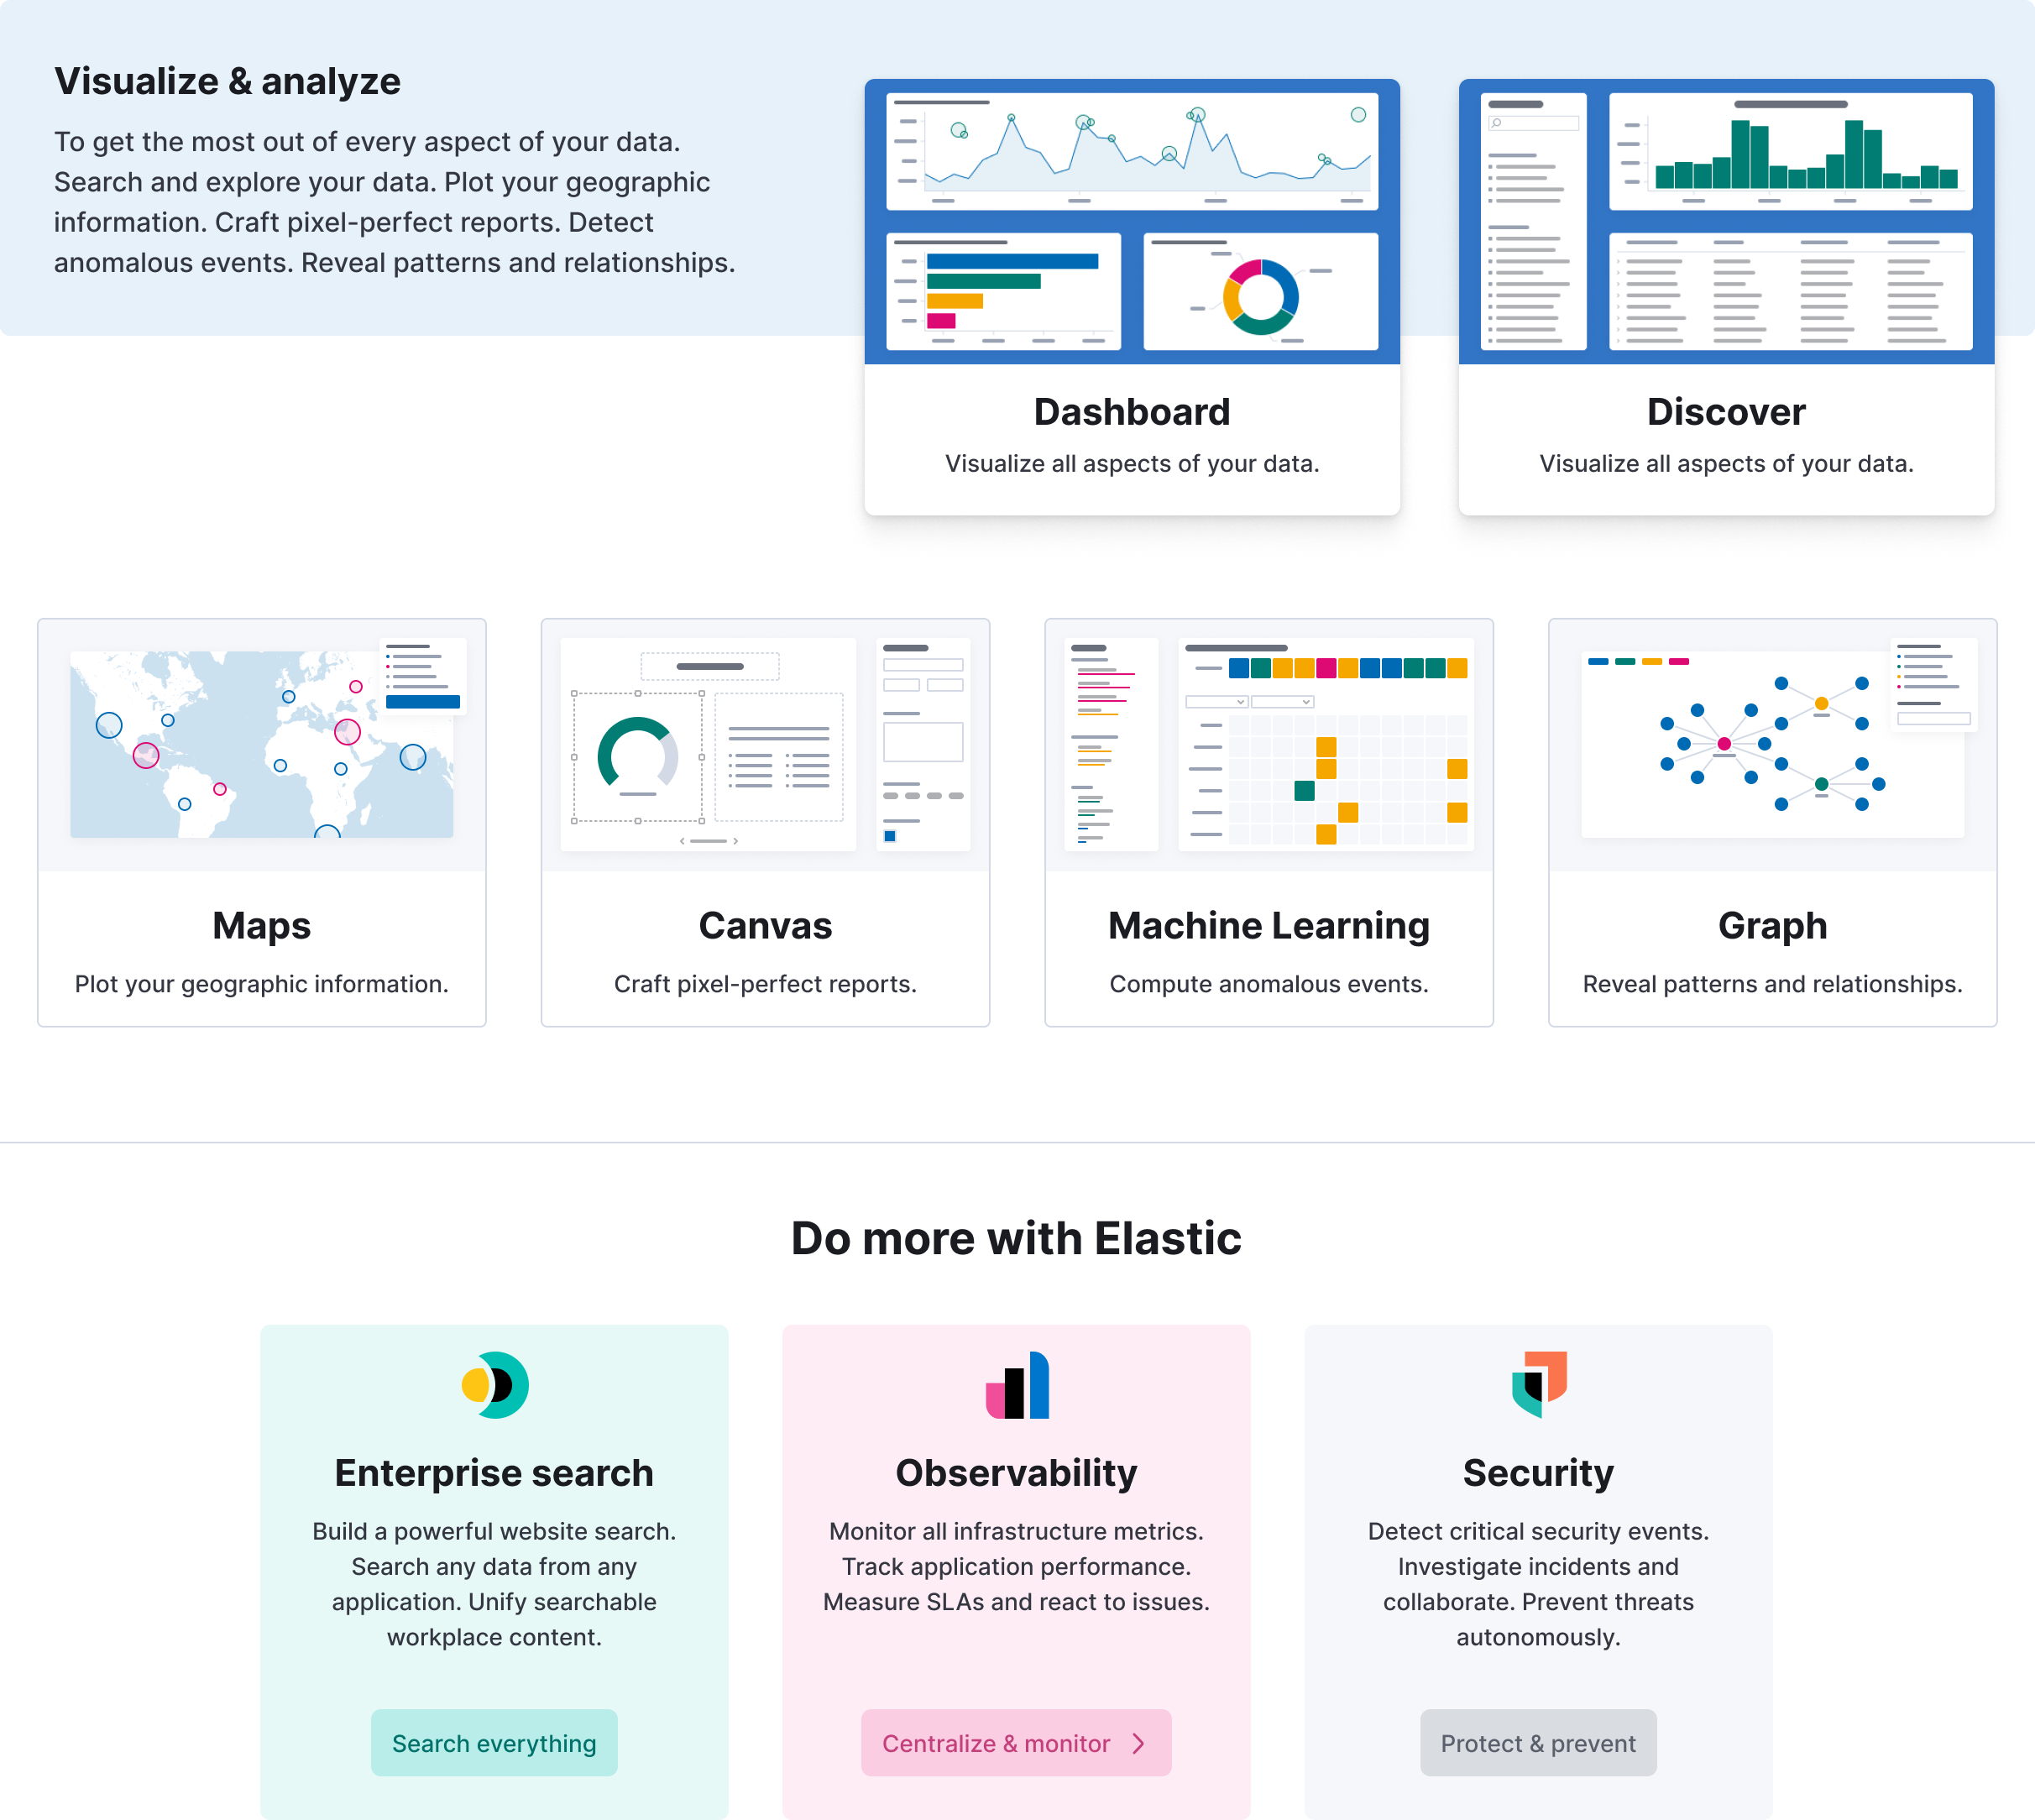 Visualize & analyze
To get the most out of every aspect of your data.
Search and explore your data. Plot your geographic
information. Craft pixel-perfect reports. Detect
anomalous events. Reveal patterns and relationships.
Dashboard
Visualize all aspects of your data.
Discover
Visualize all aspects of your data.
Maps
Plot your geographic information.
Canvas
Craft pixel-perfect reports.
Machine Learning
Compute anomalous events.
Graph
Reveal patterns and relationships.
Do more with Elastic
Enterprise search
Build a powerful website search.
Search any data from any
application. Unify searchable
workplace content.
Search everything
Observability
Monitor all infrastructure metrics.
Track application performance.
Measure SLAs and react to issues.
Centralize & monitor
Security
Detect critical security events.
Investigate incidents and
collaborate. Prevent threats
autonomously.
Protect & prevent